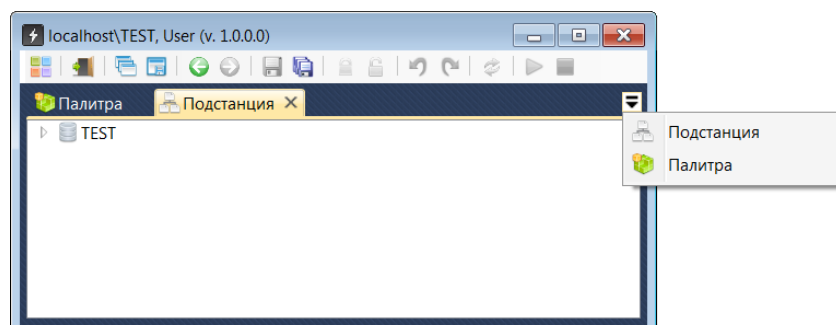 localhost\TEST, User (v. 1.0.0.0)
Палитра Подстанция
TEST
Подстанция
Палитра